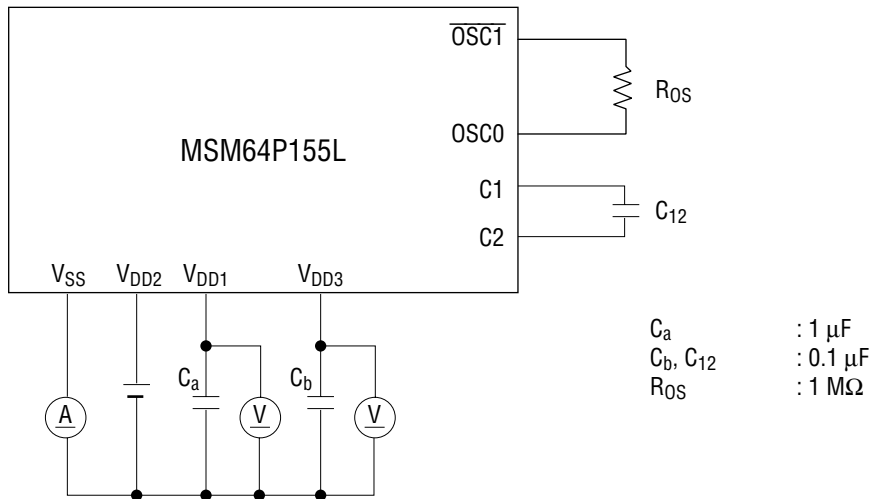 OSC1
R_OS
OSC0
MSM64P155L
C1
C_12
C2
V_SS V_DD2 V_DD1 V_DD3
C_a : 1 μF
C_b, C_12 : 0.1 μF
R_OS : 1 MΩ
C_a C_b
A V V